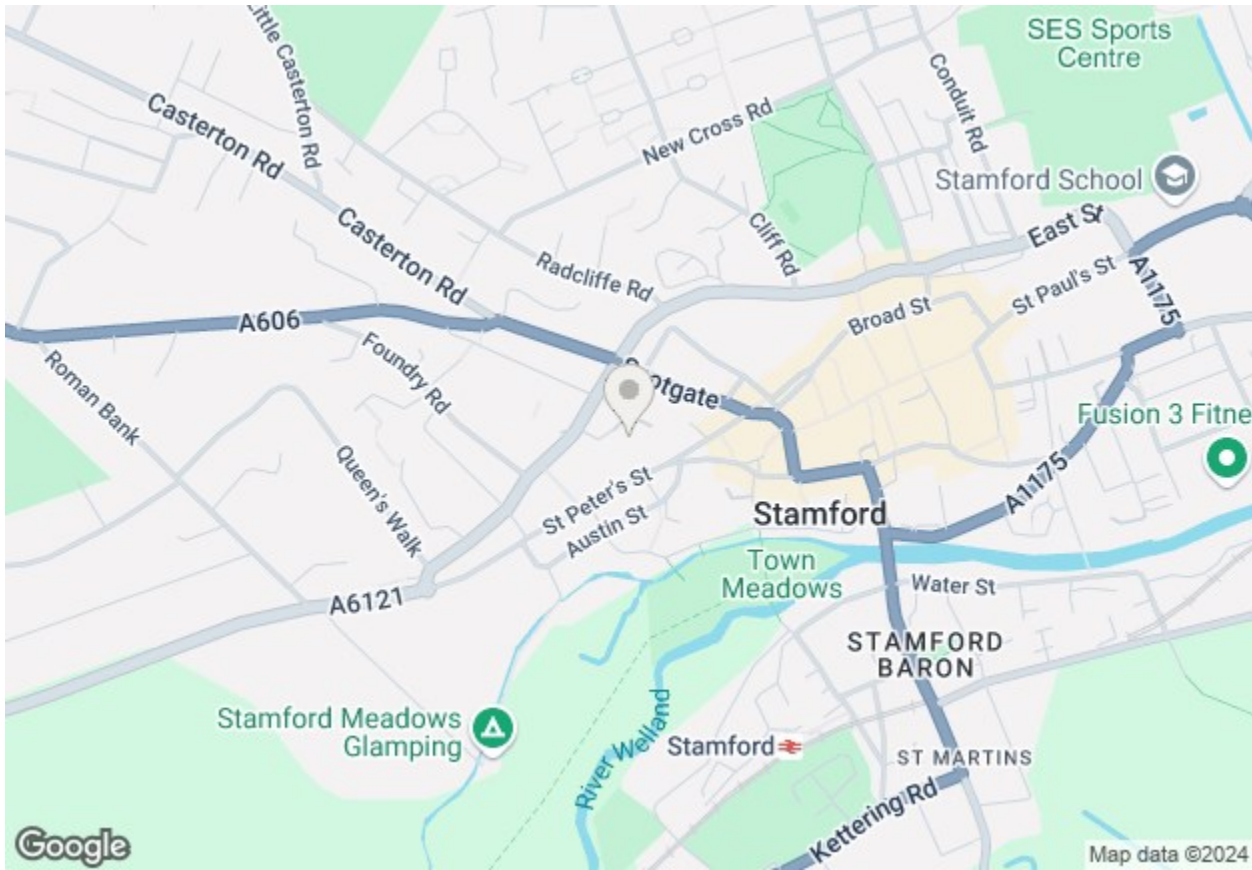 SES Sports
Centre
Little Casterton Rd
Conduit Rd
Casterton Rd
New Cross Rd
Stamford School
Cliff Rd
East St
Casterton Rd
Radcliffe Rd
St Paul's St
A1175
A606
Broad St
Foundry Rd
Roman Bank
Fusion 3 Fitne
Queen's Walk
St Peter's St
A1175
Austin St
Stamford
Town
Meadows
Water St
A6121
STAMFORD
BARON
Stamford Meadows
Glamping
River Welland
Stamford
ST MARTINS
Kettering Rd
Google
Map data ©2024